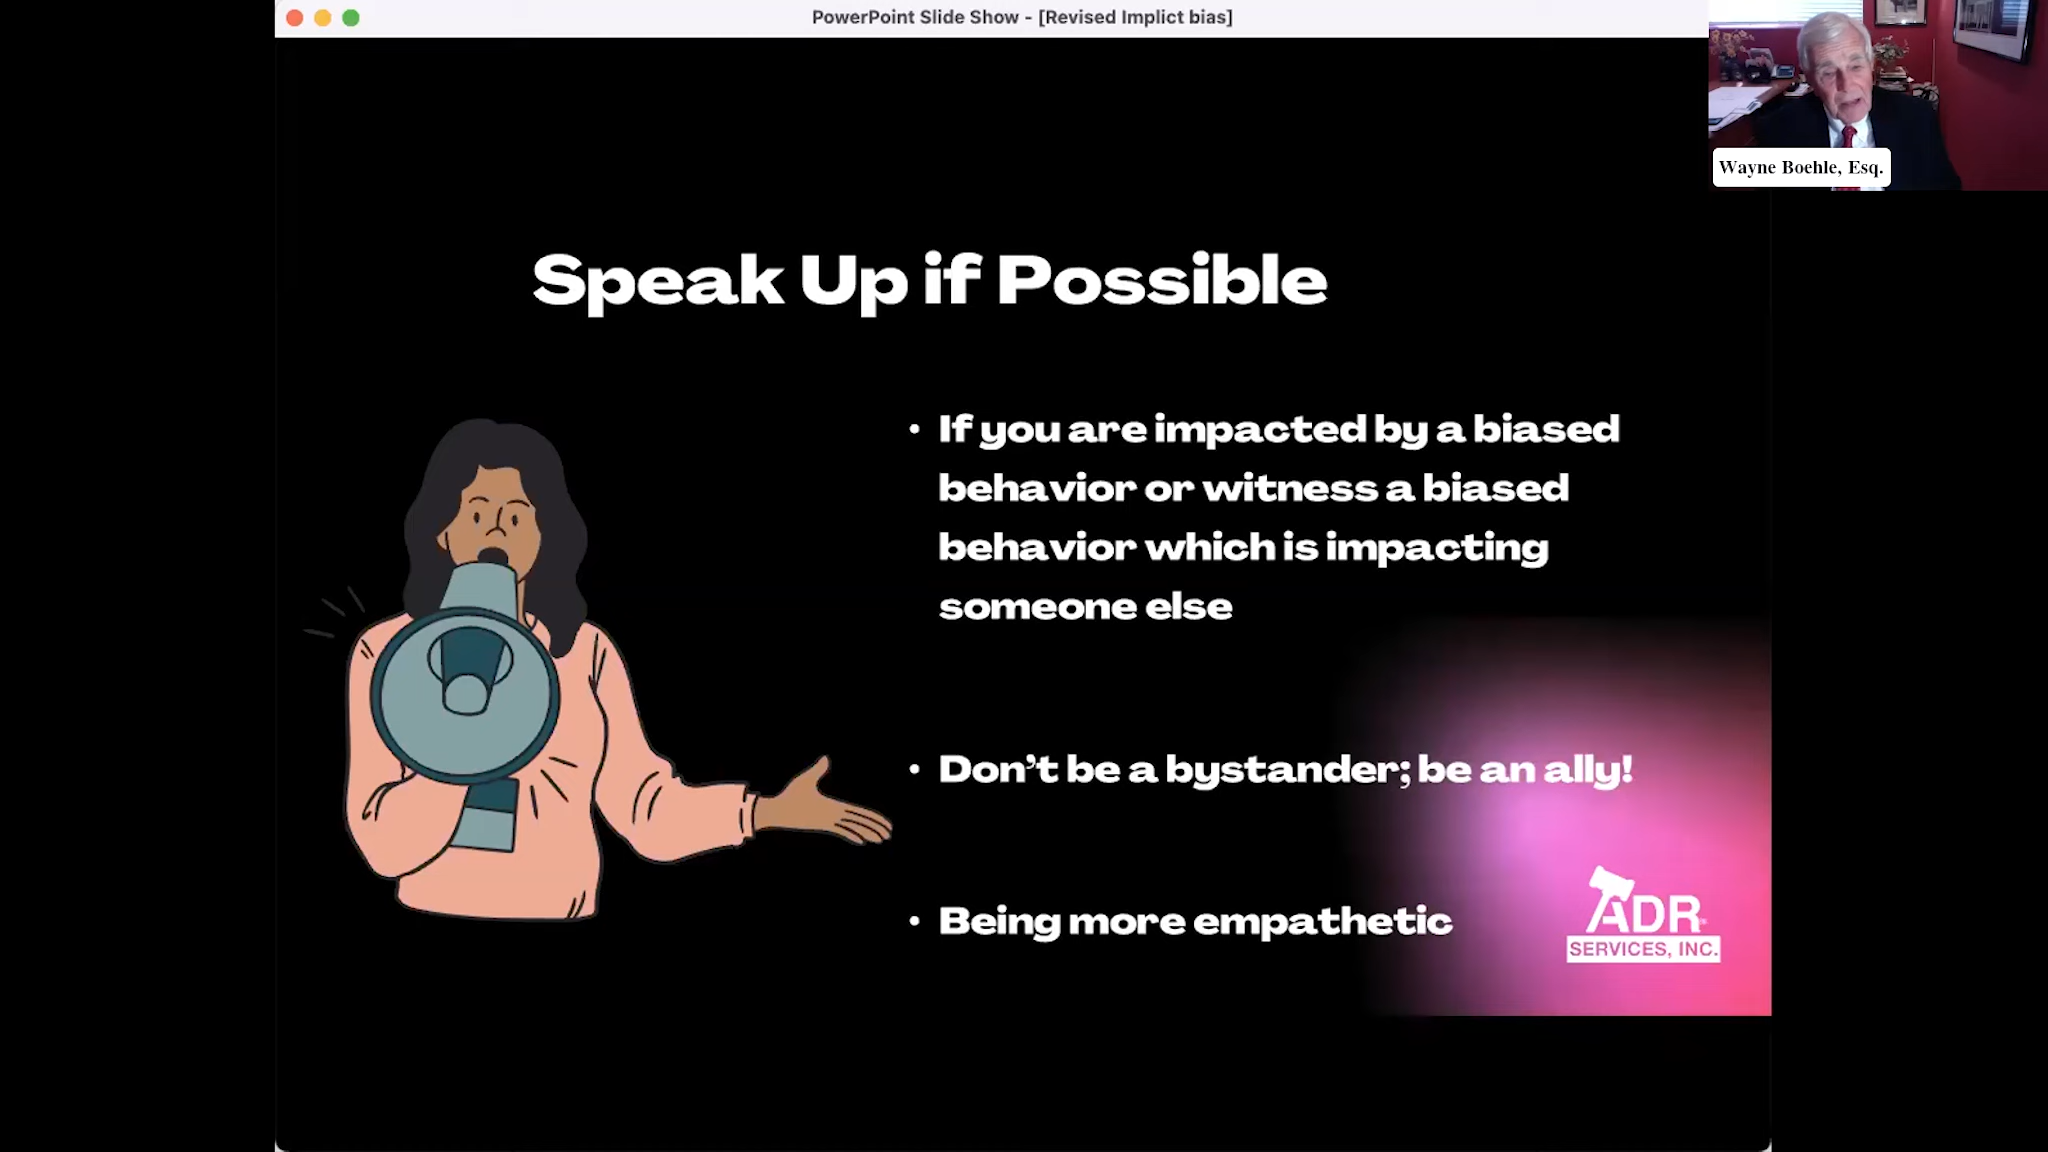 PowerPoint Slide Show - [Revised Implict bias]
Wayne Boehle, Esq.
Speak Up if Possible
• If you are impacted by a biased
behavior or witness a biased
behavior which is impacting
someone else
• Don't be a bystander; be an ally!
• Being more empathetic
ADR
SERVICES, INC.